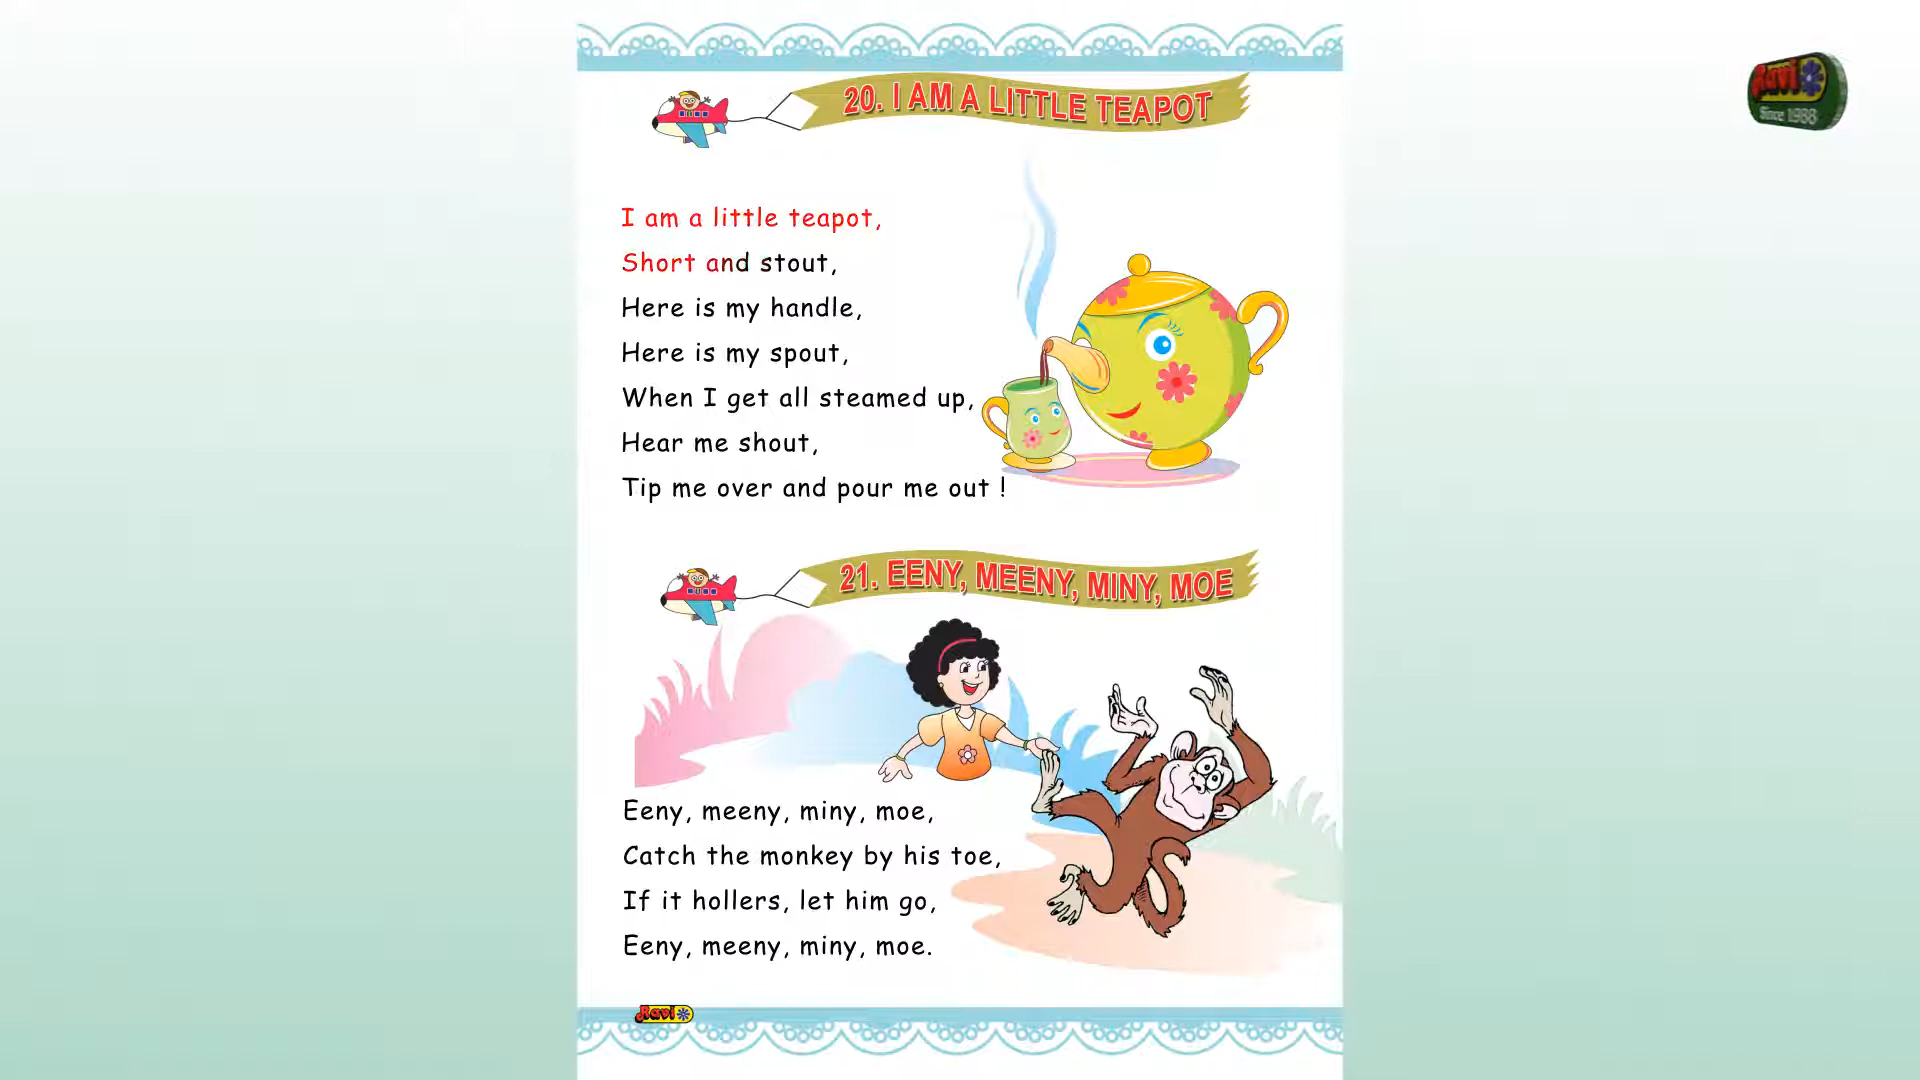 20. I AM A LITTLE TEAPOT
Ravi
Since 1988
I am a little teapot,
Short and stout,
Here is my handle,
Here is my spout,
When I get all steamed up,
Hear me shout,
Tip me over and pour me out !
21. EENY, MEENY, MINY, MOE
Eeny, meeny, miny, moe,
Catch the monkey by his toe,
If it hollers, let him go,
Eeny, meeny, miny, moe.
Ravi